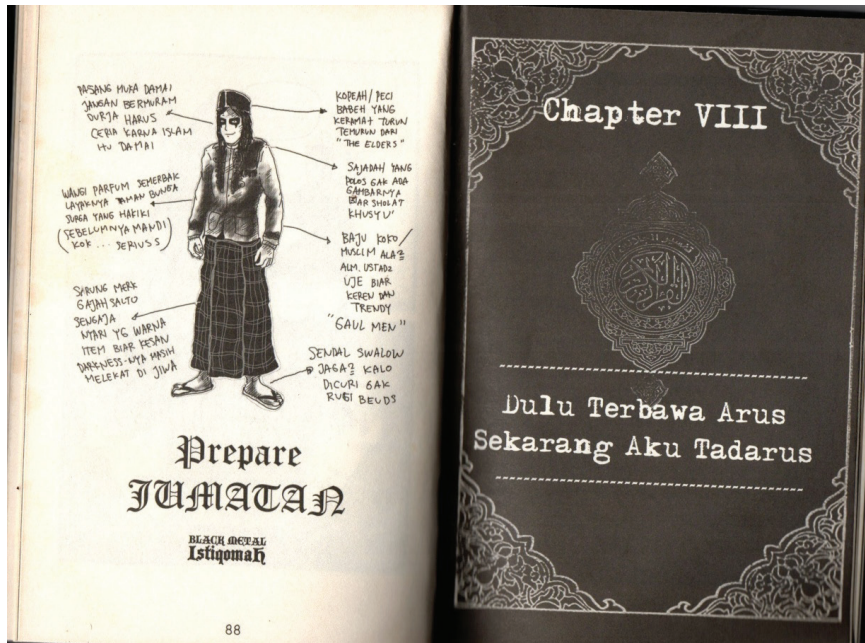 PASANG MUKA DAMAI
JANGAN BERMURAM
DURJA HARUS
CERIA KARNA ISLAM
ITU DAMAI
WANGI PARFUM SEMERBAK
LAYAKNYA TAMAN BUNGA
SURGA YANG HAKIKI
(SEBELUMNYA MANDI
KOK ... SERIUSS)
SARUNG MERK
GAJAH SALTO
SENGAJA
NYARI YG WARNA
ITEM BIAR KESAN
DARKNESS-NYA MASIH
MELEKAT DI JIWA
KOPEAH/PECI
BABEH YANG
KERAMAT TURUN
TEMURUN DARI
"THE ELDERS"
SAJADAH YANG
POLOS GAK ADA
GAMBARNYA
BIAR SHOLAT
KHUSYU'
BAJU KOKO/
MUSLIM ALA2
ALM. USTADZ
UJE BIAR
KEREN DAN
TRENDY
"GAUL MEN"
SENDAL SWALOW
JAGA2 KALO
DICURI GAK
RUGI BEUDS
Prepare
JUMATAN
BLACK METAL
Istiqomah
88
Chapter VIII
Dulu Terbawa Arus
Sekarang Aku Tadarus